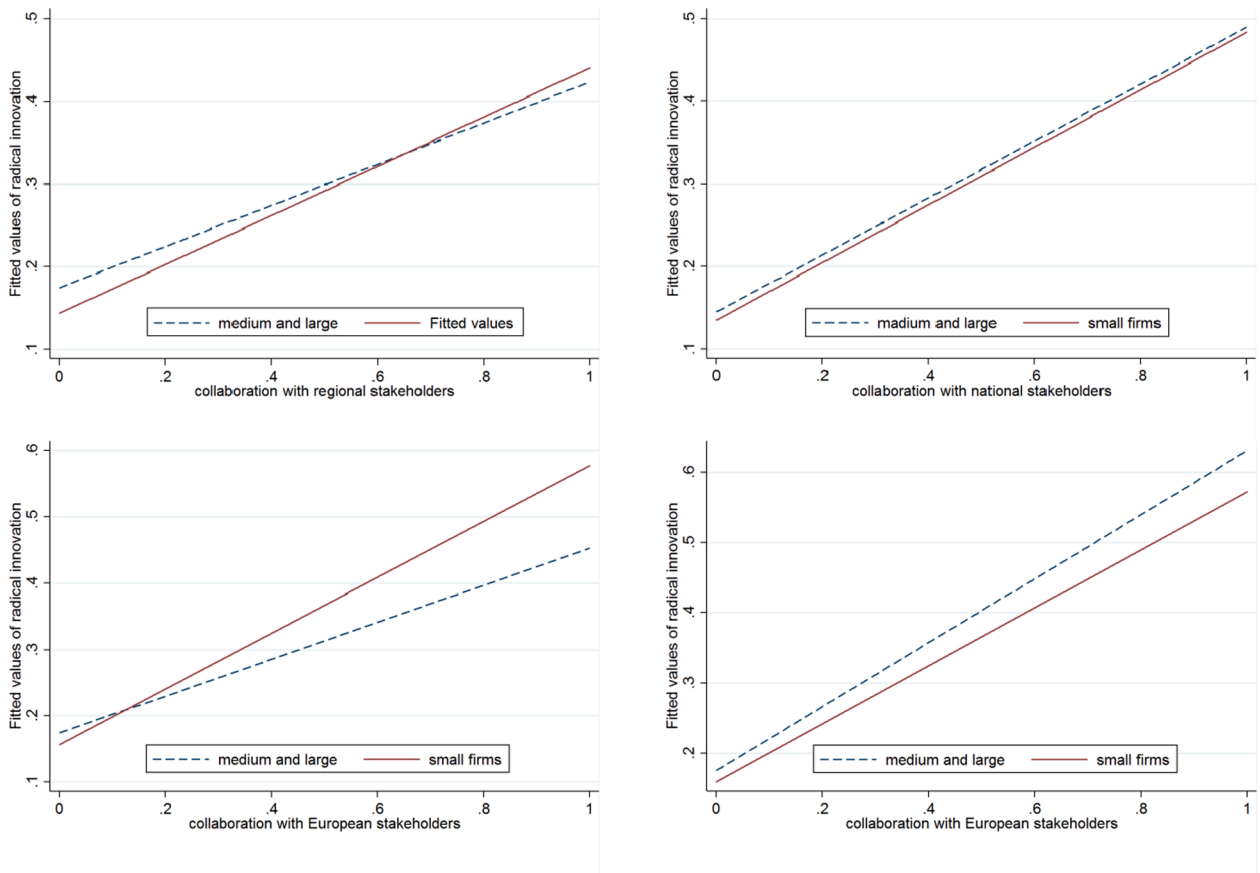 Fitted values of radical innovation
.5
.4
.3
.2
.1
medium and large Fitted values
0 .2 .4 .6 .8 1
collaboration with regional stakeholders
Fitted values of radical innovation
.5
.4
.3
.2
.1
madium and large small firms
0 .2 .4 .6 .8 1
collaboration with national stakeholders
Fitted values of radical innovation
.6
.5
.4
.3
.2
.1
medium and large small firms
0 .2 .4 .6 .8 1
collaboration with European stakeholders
Fitted values of radical innovation
.6
.5
.4
.3
.2
medium and large small firms
0 .2 .4 .6 .8 1
collaboration with European stakeholders